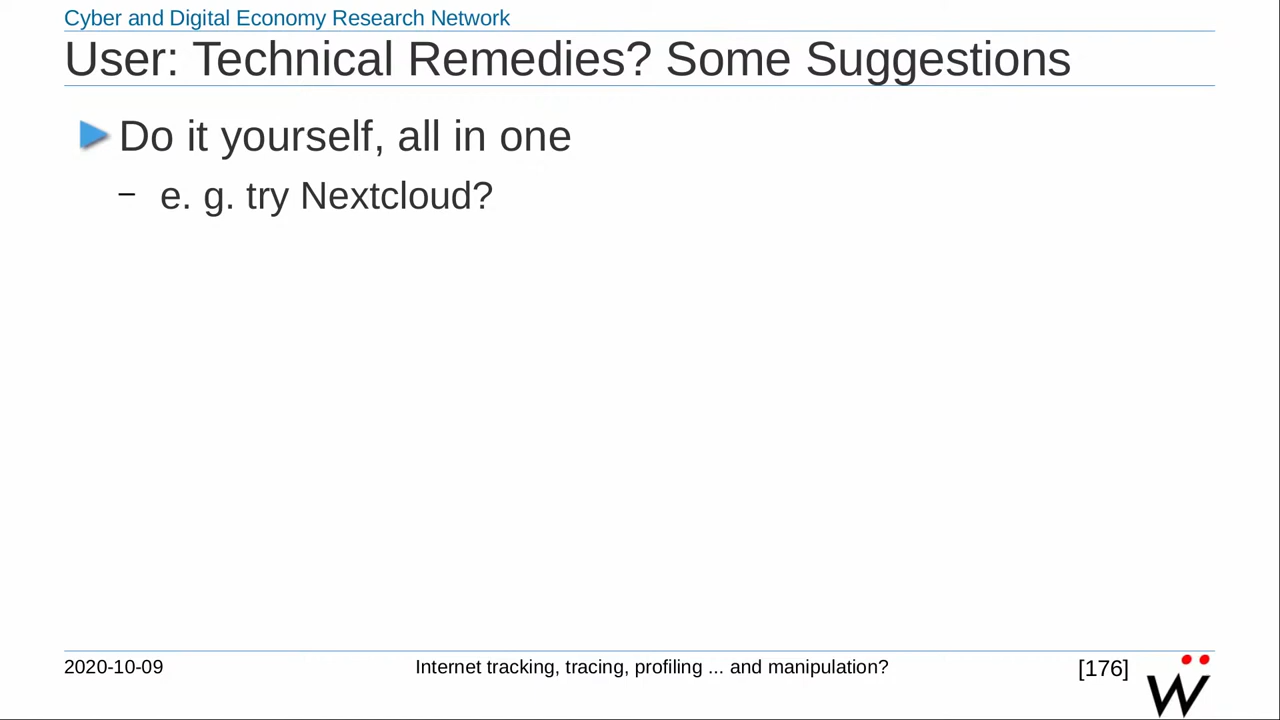 Cyber and Digital Economy Research Network
User: Technical Remedies? Some Suggestions
Do it yourself, all in one
– e. g. try Nextcloud?
2020-10-09 Internet tracking, tracing, profiling ... and manipulation? [176] Ẅ